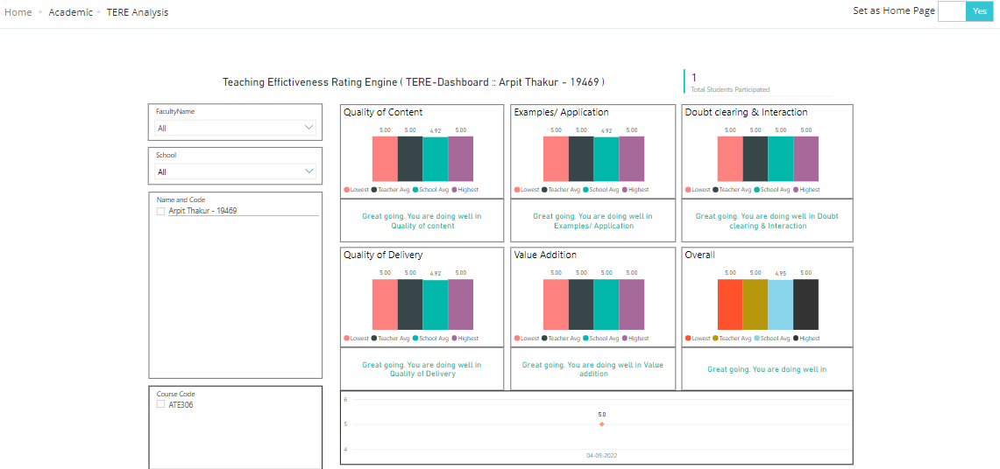 Home • Academic • TERE Analysis
Set as Home Page Yes
Teaching Effictiveness Rating Engine ( TERE-Dashboard :: Arpit Thakur - 19469 )
1
Total Students Participated
FacultyName
All
School
All
Name and Code
Arpit Thakur - 19469
Course Code
ATE306
Quality of Content
5.00 5.00 4.92 5.00
Lowest Teacher Avg School Avg Highest
Great going. You are doing well in
Quality of content
Examples/ Application
5.00 5.00 4.92 5.00
Lowest Teacher Avg School Avg Highest
Great going. You are doing well in
Examples/ Application
Doubt clearing & Interaction
5.00 5.00 5.00 5.00
Lowest Teacher Avg School Avg Highest
Great going. You are doing well in Doubt
clearing & Interaction
Quality of Delivery
5.00 5.00 4.92 5.00
Lowest Teacher Avg School Avg Highest
Great going. You are doing well in
Quality of Delivery
Value Addition
5.00 5.00 5.00 5.00
Lowest Teacher Avg School Avg Highest
Great going. You are doing well in Value
addition
Overall
5.00 5.00 4.95 5.00
Lowest Teacher Avg School Avg Highest
Great going. You are doing well in
6
5
4
5.0
04-09-2022